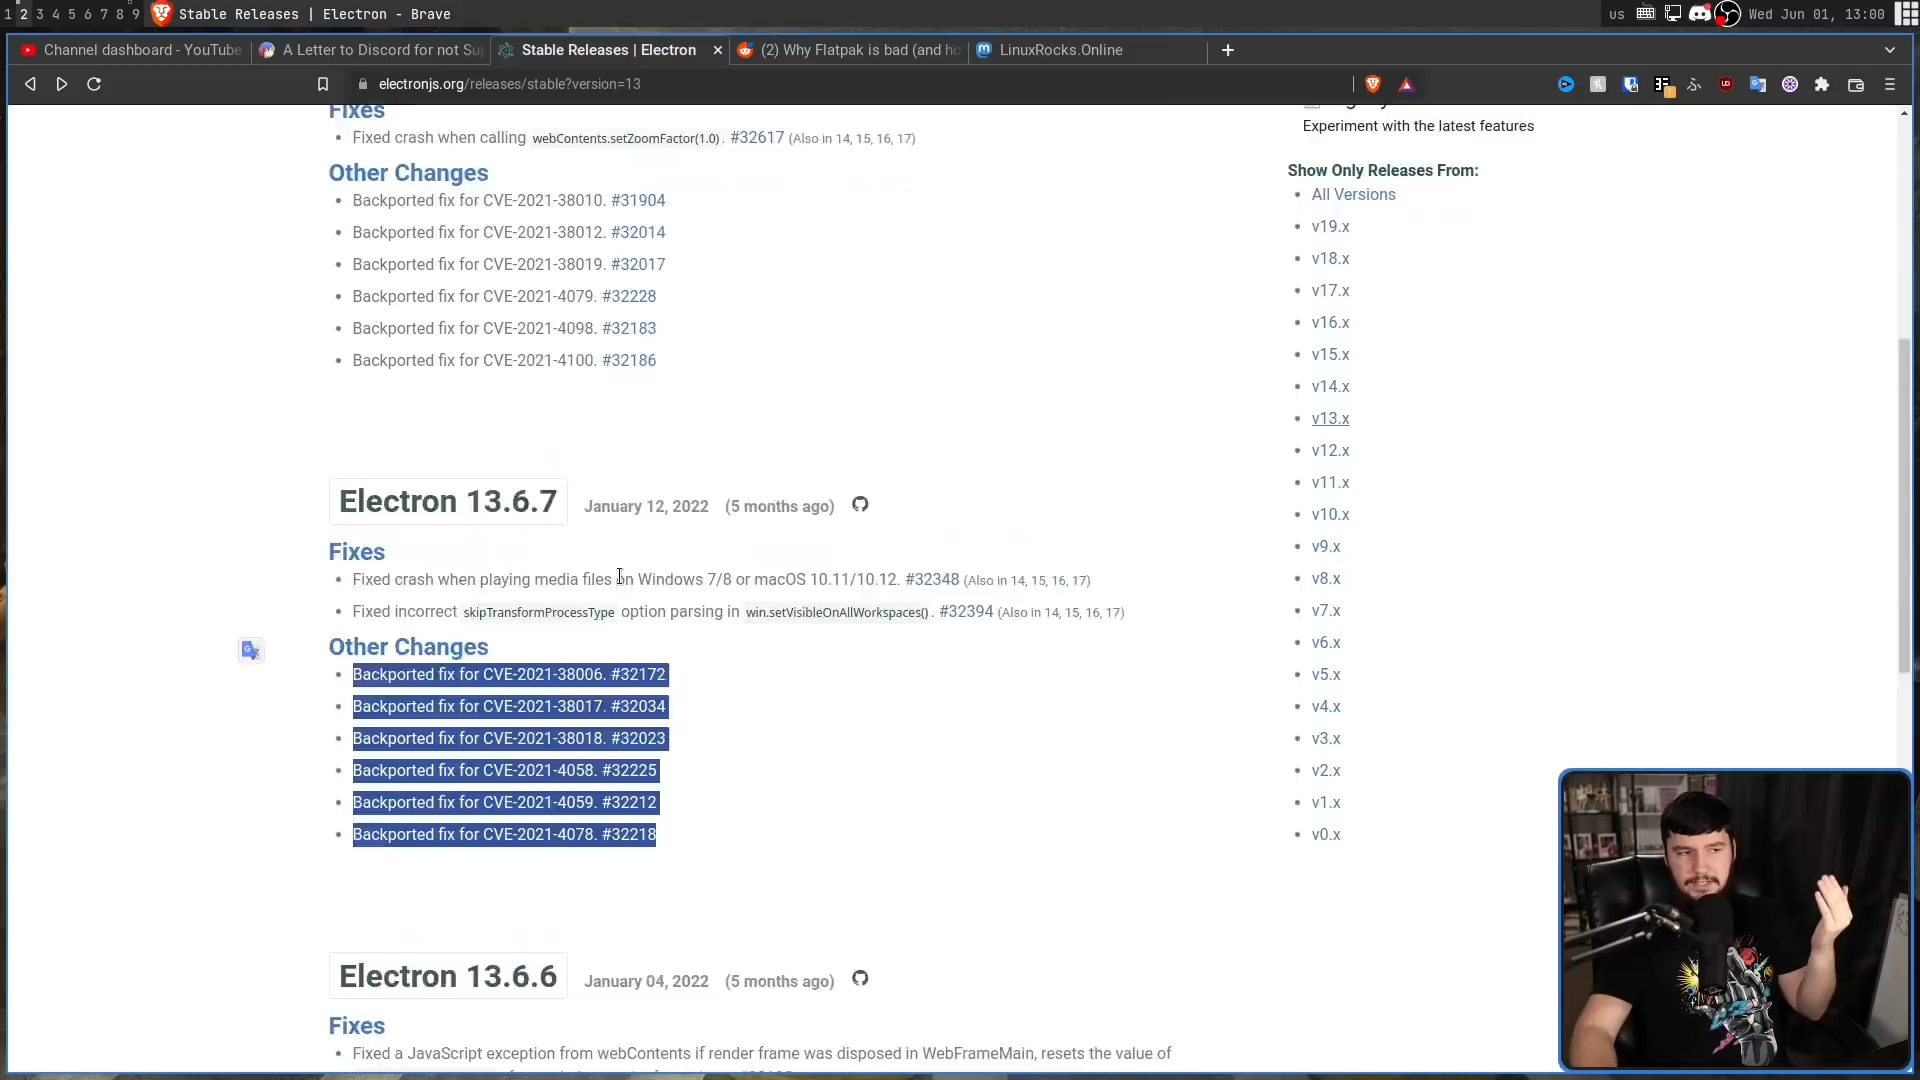 1 2 3 4 5 6 7 8 9 Stable Releases | Electron - Brave us Wed Jun 01, 13:00
Channel dashboard - YouTube A Letter to Discord for not Su Stable Releases | Electron (2) Why Flatpak is bad (and ho LinuxRocks.Online
electronjs.org/releases/stable?version=13
Fixes
Experiment with the latest features
Fixed crash when calling webContents.setZoomFactor(1.0). #32617 (Also in 14, 15, 16, 17)
Other Changes
Backported fix for CVE-2021-38010. #31904
Backported fix for CVE-2021-38012. #32014
Backported fix for CVE-2021-38019. #32017
Backported fix for CVE-2021-4079. #32228
Backported fix for CVE-2021-4098. #32183
Backported fix for CVE-2021-4100. #32186
Electron 13.6.7 January 12, 2022 (5 months ago)
Fixes
Fixed crash when playing media files on Windows 7/8 or macOS 10.11/10.12. #32348 (Also in 14, 15, 16, 17)
Fixed incorrect skipTransformProcessType option parsing in win.setVisibleOnAllWorkspaces(). #32394 (Also in 14, 15, 16, 17)
Other Changes
Backported fix for CVE-2021-38006. #32172
Backported fix for CVE-2021-38017. #32034
Backported fix for CVE-2021-38018. #32023
Backported fix for CVE-2021-4058. #32225
Backported fix for CVE-2021-4059. #32212
Backported fix for CVE-2021-4078. #32218
Electron 13.6.6 January 04, 2022 (5 months ago)
Fixes
Fixed a JavaScript exception from webContents if render frame was disposed in WebFrameMain, resets the value of
Show Only Releases From:
All Versions
v19.x
v18.x
v17.x
v16.x
v15.x
v14.x
v13.x
v12.x
v11.x
v10.x
v9.x
v8.x
v7.x
v6.x
v5.x
v4.x
v3.x
v2.x
v1.x
v0.x